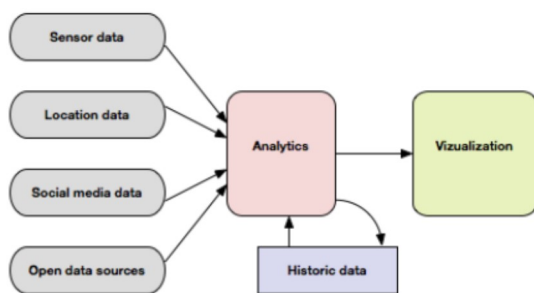 Sensor data
Location data
Analytics
Vizualization
Social media data
Open data sources
Historic data